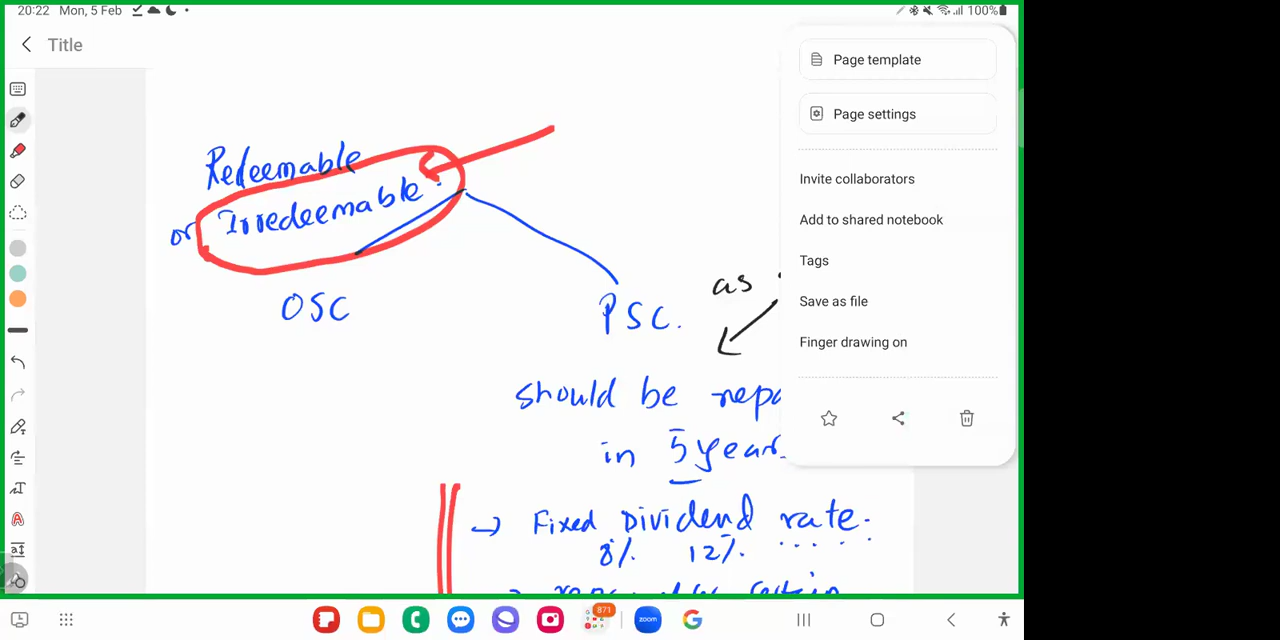 20:22 Mon, 5 Feb
100%
Title
Page template
Page settings
Invite collaborators
Add to shared notebook
Tags
Save as file
Finger drawing on
Redeemable
or Irredeemable.
OSC
PSC.
as
should be
in 5 years
→ Fixed Dividend rate.
8%. 12%.
871
zoom